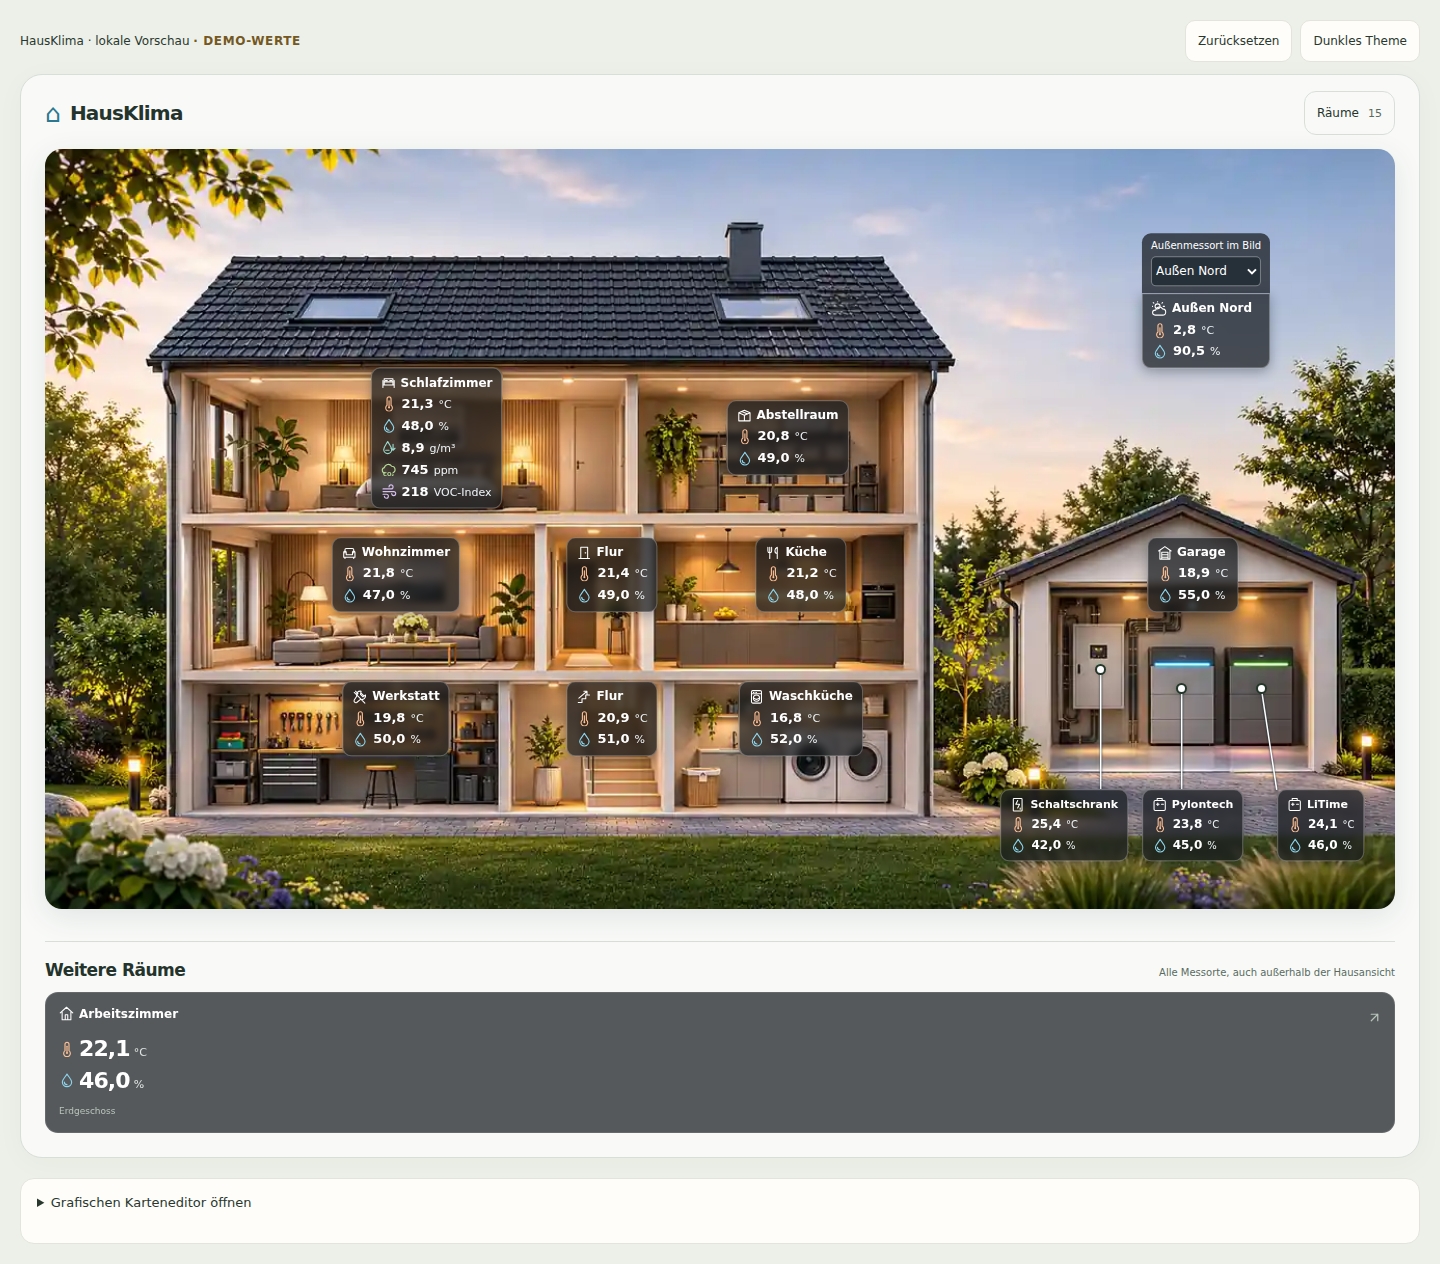 HausKlima · lokale Vorschau · DEMO-WERTE
Zurücksetzen
Dunkles Theme
HausKlima
Räume 15
Außenmessort im Bild
Außen Nord
Außen Nord
2,8 °C
90,5 %
Schlafzimmer
21,3 °C
48,0 %
8,9 g/m³
745 ppm
218 VOC-Index
Abstellraum
20,8 °C
49,0 %
Wohnzimmer
21,8 °C
47,0 %
Flur
21,4 °C
49,0 %
Küche
21,2 °C
48,0 %
Garage
18,9 °C
55,0 %
Werkstatt
19,8 °C
50,0 %
Flur
20,9 °C
51,0 %
Waschküche
16,8 °C
52,0 %
Schaltschrank
25,4 °C
42,0 %
Pylontech
23,8 °C
45,0 %
LiTime
24,1 °C
46,0 %
Weitere Räume
Alle Messorte, auch außerhalb der Hausansicht
Arbeitszimmer
22,1 °C
46,0 %
Erdgeschoss
Grafischen Karteneditor öffnen